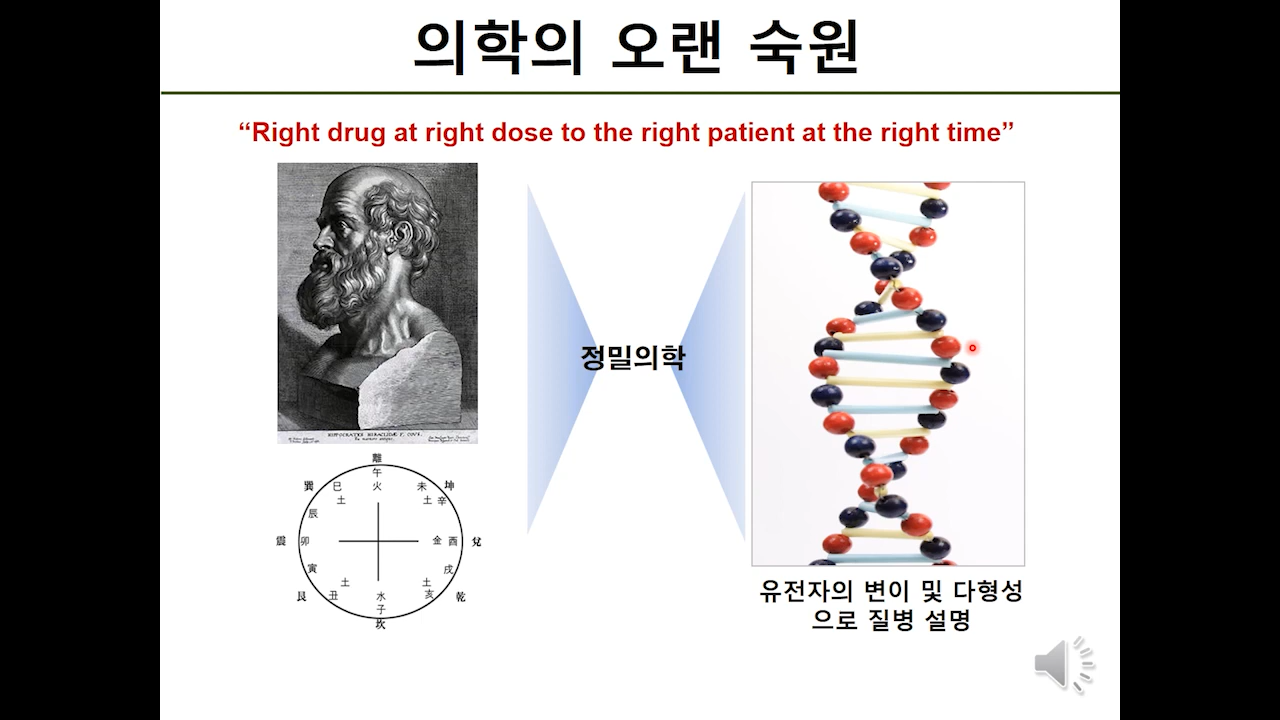 의학의 오랜 숙원
“Right drug at right dose to the right patient at the right time”
정밀의학
HIPPOCRATES HERACLIDÆ F. COVS.
離
午
巽 巳 火 未 坤
土 土 辛
辰
震 卯 金 酉 兌
寅 戌
土 土
艮 丑 水 亥 乾
子
坎
유전자의 변이 및 다형성
으로 질병 설명